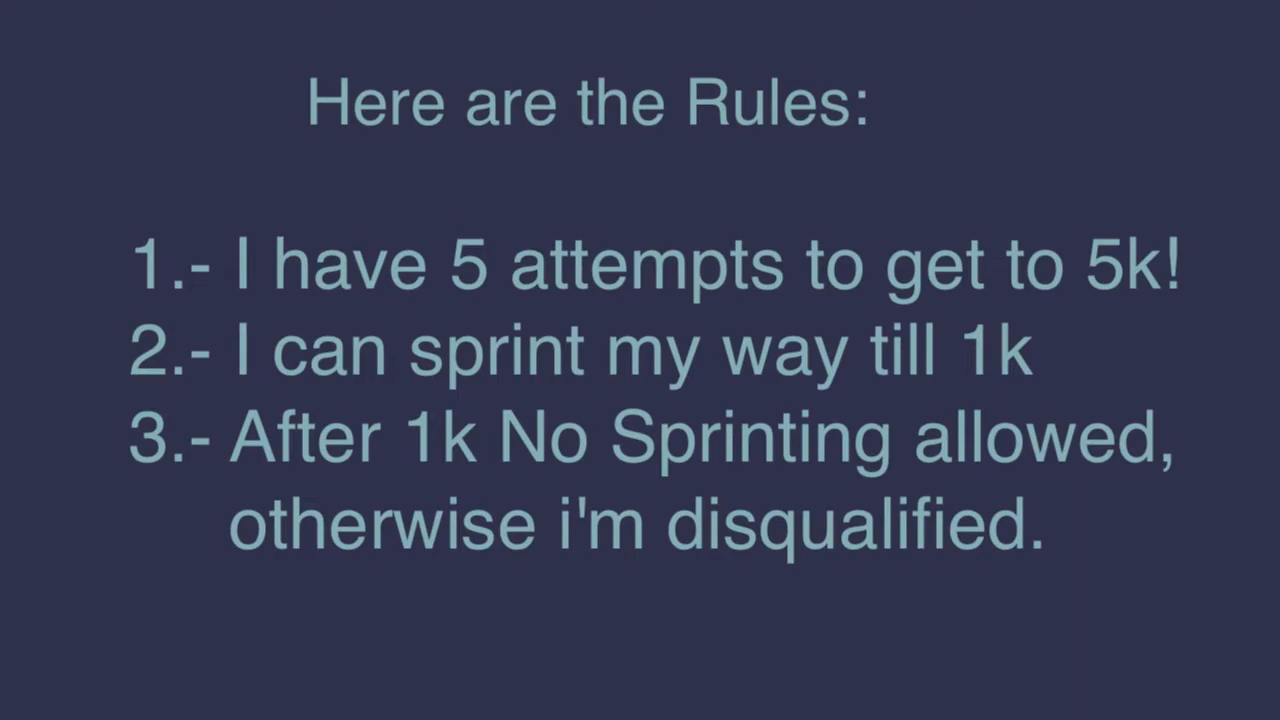 Here are the Rules:
1.- I have 5 attempts to get to 5k!
2.- I can sprint my way till 1k
3.- After 1k No Sprinting allowed,
otherwise i'm disqualified.